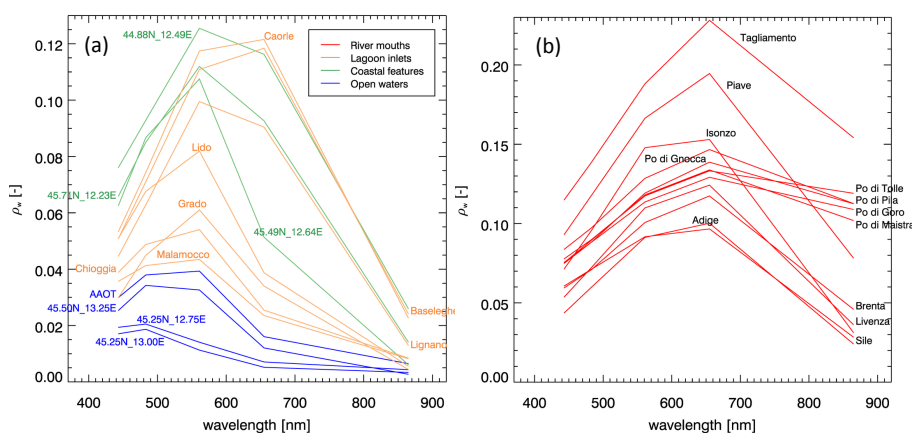 (a)
44.88N_12.49E
Caorle
River mouths
Lagoon inlets
Coastal features
Open waters
Lido
45.71N_12.23E
Grado
45.49N_12.64E
Malamocco
Chioggia
AAOT
45.50N_13.25E
45.25N_12.75E
45.25N_13.00E
Baseleghe
Lignano
0.12
0.10
0.08
0.06
0.04
0.02
0.00
ρw [-]
400 500 600 700 800 900
wavelength [nm]
(b)
Tagliamento
Piave
Isonzo
Po di Gnocca
Po di Tolle
Po di Pila
Po di Goro
Po di Maistra
Adige
Brenta
Livenza
Sile
0.20
0.15
0.10
0.05
0.00
ρw [-]
400 500 600 700 800 900
wavelength [nm]